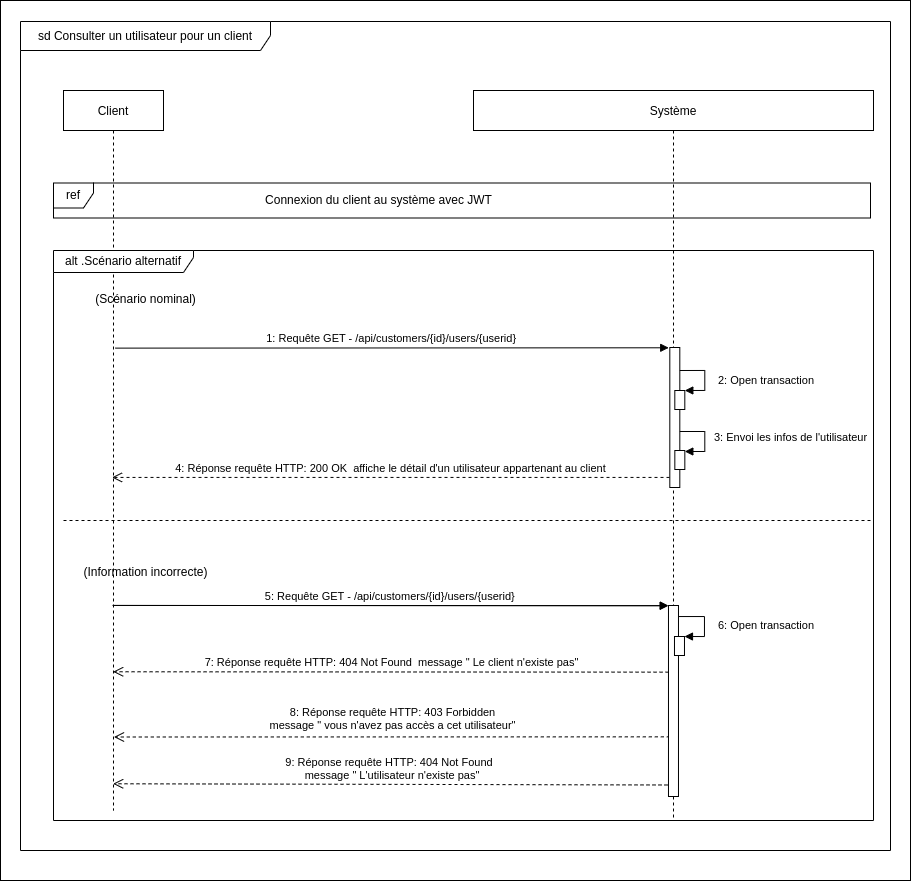 sd Consulter un utilisateur pour un client
Client
Système
ref
Connexion du client au système avec JWT
alt .Scénario alternatif
(Scénario nominal)
1: Requête GET - /api/customers/{id}/users/{userid}
2: Open transaction
3: Envoi les infos de l'utilisateur
4: Réponse requête HTTP: 200 OK  affiche le détail d'un utilisateur appartenant au client
(Information incorrecte)
5: Requête GET - /api/customers/{id}/users/{userid}
6: Open transaction
7: Réponse requête HTTP: 404 Not Found  message " Le client n'existe pas"
8: Réponse requête HTTP: 403 Forbidden
message " vous n'avez pas accès a cet utilisateur"
9: Réponse requête HTTP: 404 Not Found
message " L'utilisateur n'existe pas"